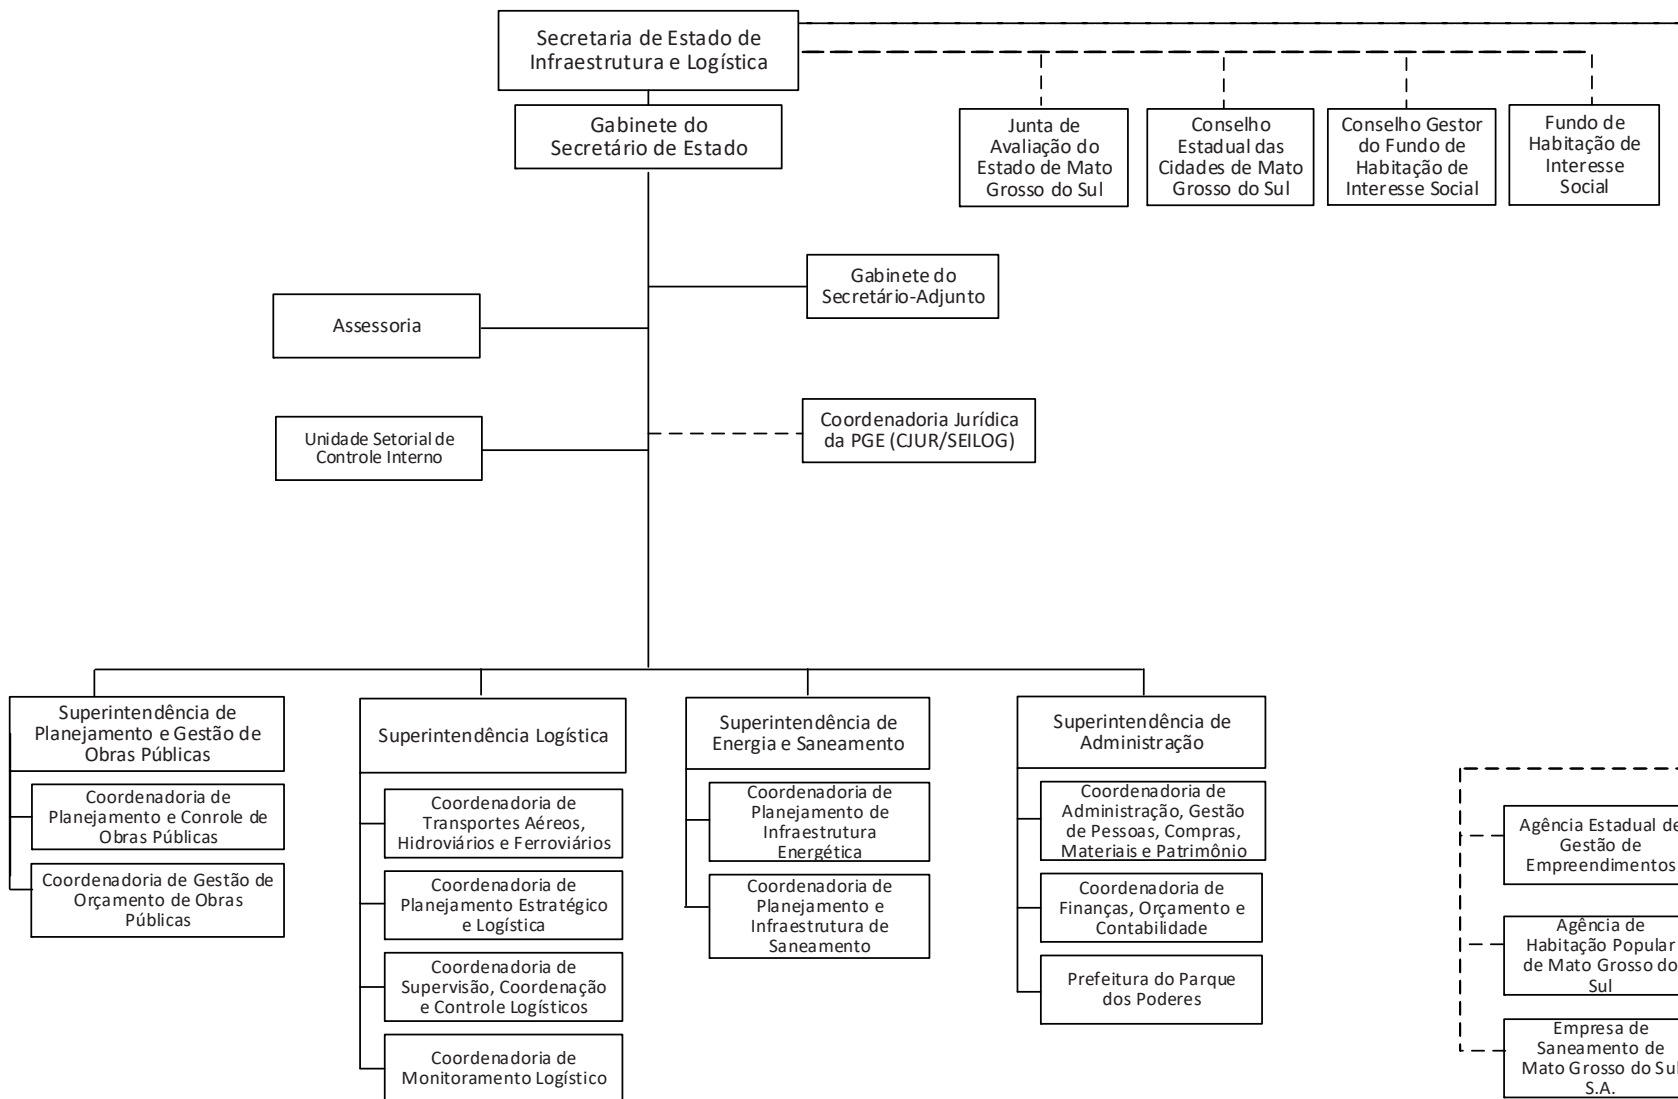 Secretaria de Estado de
Infraestrutura e Logística
Gabinete do
Secretário de Estado
Junta de
Avaliação do
Estado de Mato
Grosso do Sul
Conselho
Estadual das
Cidades de Mato
Grosso do Sul
Conselho Gestor
do Fundo de
Habitação de
Interesse Social
Fundo de
Habitação de
Interesse
Social
Gabinete do
Secretário-Adjunto
Assessoria
Coordenadoria Jurídica
da PGE (CJUR/SEILOG)
Unidade Setorial de
Controle Interno
Superintendência de
Planejamento e Gestão de
Obras Públicas
Coordenadoria de
Planejamento e Conrole de
Obras Públicas
Coordenadoria de Gestão de
Orçamento de Obras
Públicas
Superintendência Logística
Coordenadoria de
Transportes Aéreos,
Hidroviários e Ferroviários
Coordenadoria de
Planejamento Estratégico
e Logística
Coordenadoria de
Supervisão, Coordenação
e Controle Logísticos
Coordenadoria de
Monitoramento Logístico
Superintendência de
Energia e Saneamento
Coordenadoria de
Planejamento de
Infraestrutura
Energética
Coordenadoria de
Planejamento e
Infraestrutura de
Saneamento
Superintendência de
Administração
Coordenadoria de
Administração, Gestão
de Pessoas, Compras,
Materiais e Patrimônio
Coordenadoria de
Finanças, Orçamento e
Contabilidade
Prefeitura do Parque
dos Poderes
Agência Estadual de
Gestão de
Empreendimentos
Agência de
Habitação Popular
de Mato Grosso do
Sul
Empresa de
Saneamento de
Mato Grosso do Sul
S.A.